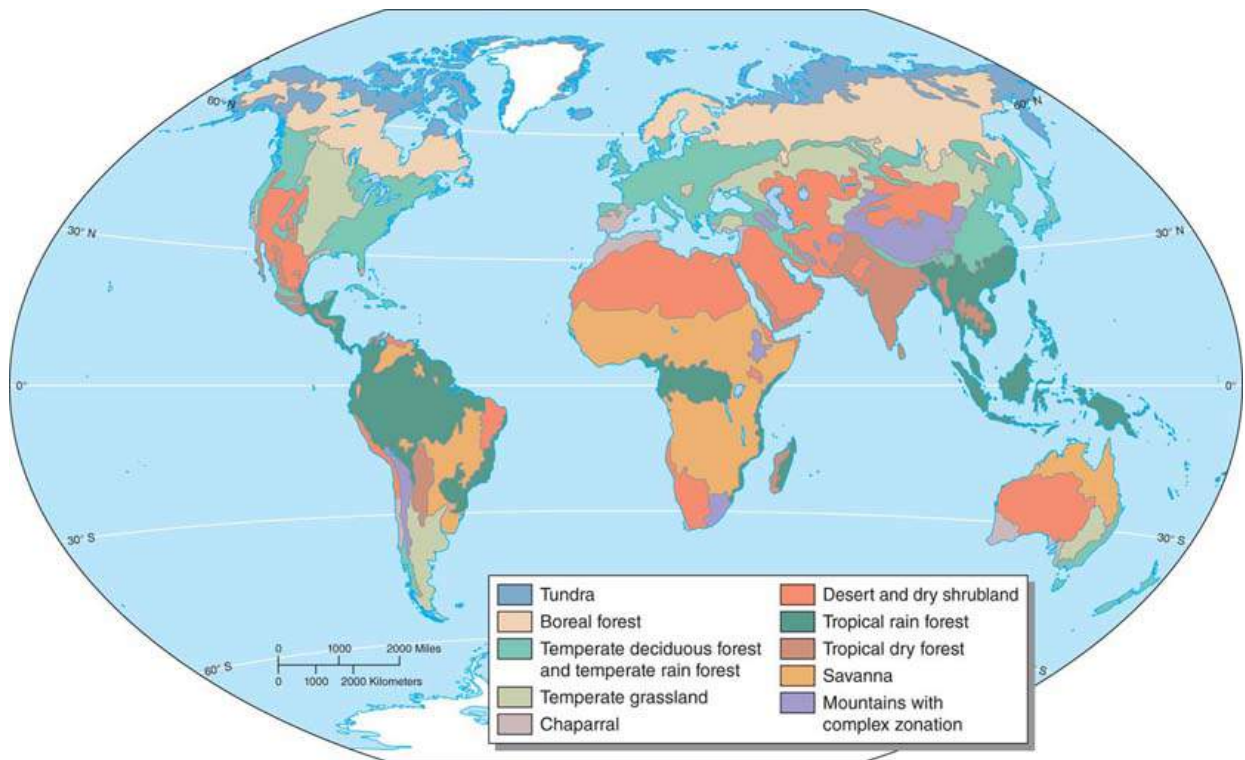 60° N
60° N
30° N
30° N
0°
0°
30° S
30° S
60° S
° S
0 1000 2000 Miles
0 1000 2000 Kilometers
Tundra
Boreal forest
Temperate deciduous forest
and temperate rain forest
Temperate grassland
Chaparral
Desert and dry shrubland
Tropical rain forest
Tropical dry forest
Savanna
Mountains with
complex zonation